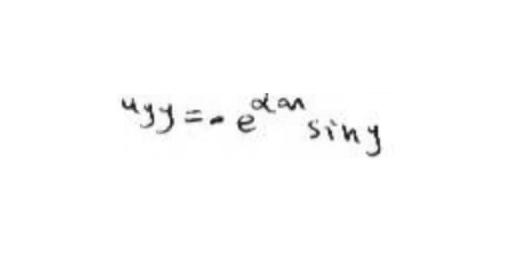 uyy = - e^{αx} sin y